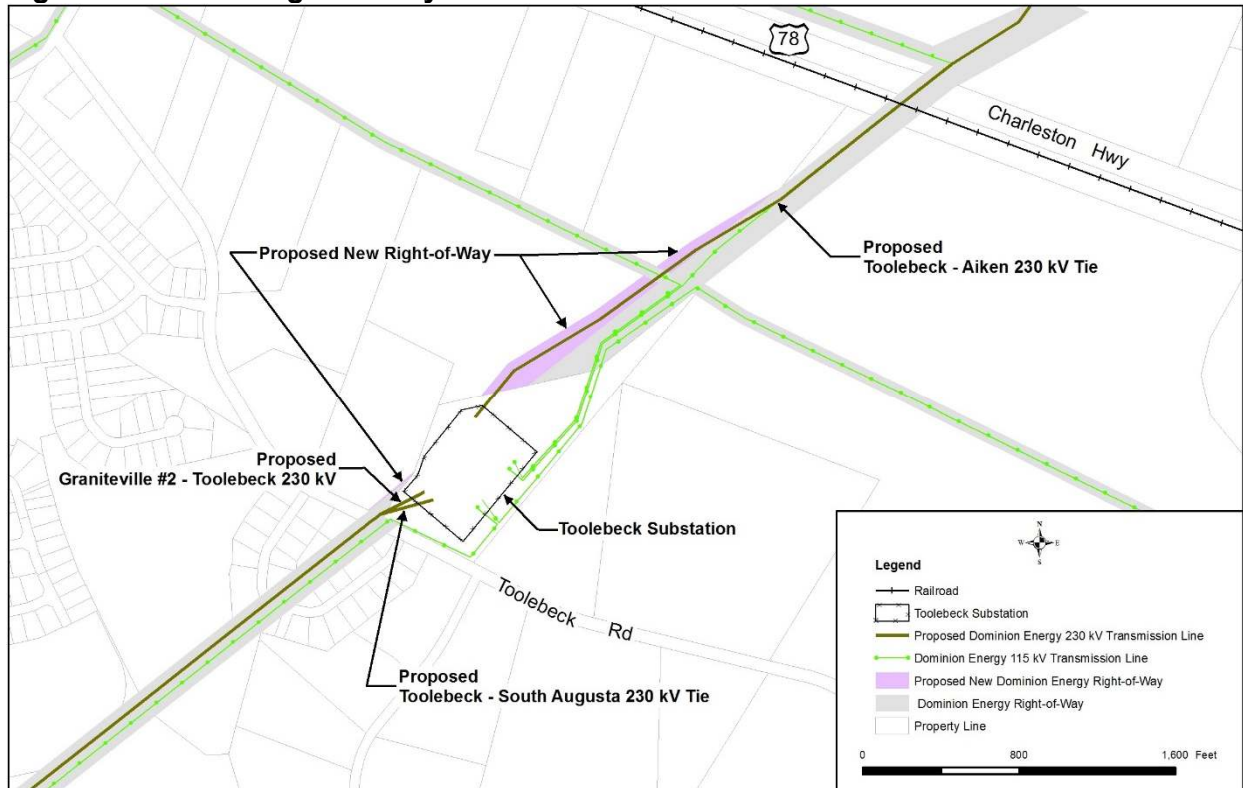 78
Charleston Hwy
Proposed New Right-of-Way
Proposed
Toolebeck - Aiken 230 kV Tie
Proposed
Graniteville #2 - Toolebeck 230 kV
Toolebeck Substation
Toolebeck Rd
Proposed
Toolebeck - South Augusta 230 kV Tie
N
W E
S
Legend
Railroad
Toolebeck Substation
Proposed Dominion Energy 230 kV Transmission Line
Dominion Energy 115 kV Transmission Line
Proposed New Dominion Energy Right-of-Way
Dominion Energy Right-of-Way
Property Line
0 800 1,600 Feet